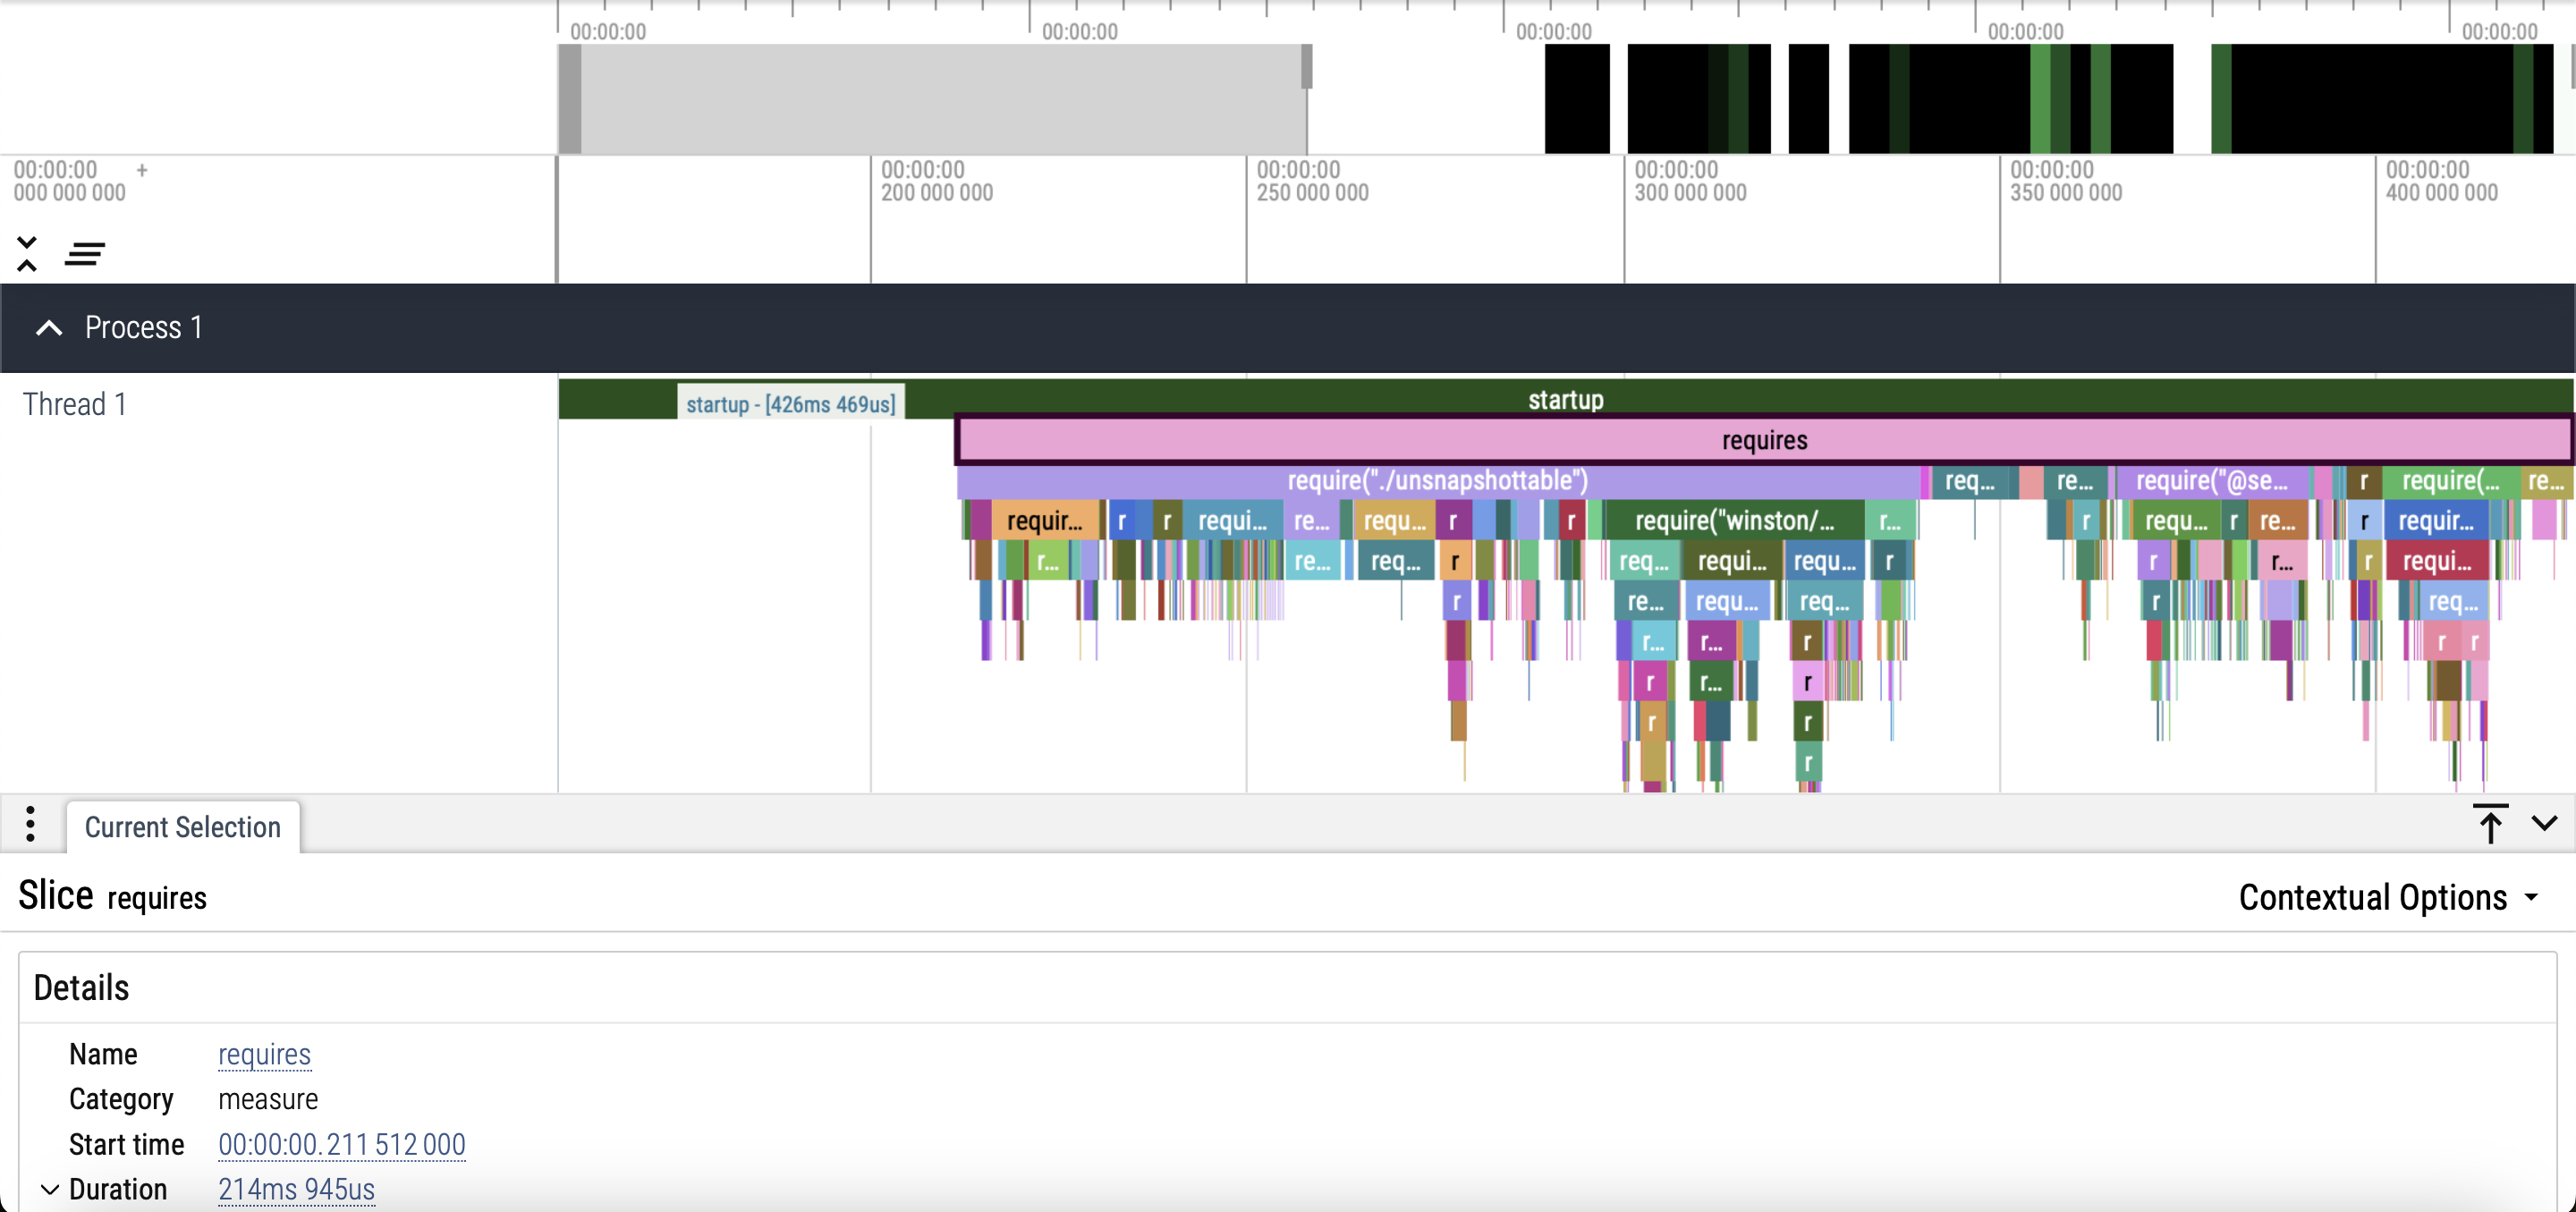 00:00:00 00:00:00 00:00:00 00:00:00 00:00:00
00:00:00 + 00:00:00 00:00:00 00:00:00 00:00:00 00:00:00
000 000 000 200 000 000 250 000 000 300 000 000 350 000 000 400 000 000
Process 1
Thread 1
startup - [426ms 469us] startup
requires
require("./unsnapshottable") req... re... require("@se... r require(... re...
requir... r r requi... re... requ... r r require("winston/... r... r requ... r re... r requir...
r... re... req... r req... requi... requ... r r r... r requi...
r re... requ... req... r req...
r... r... r r r
r r... r
r r
r
Current Selection
Slice requires Contextual Options
Details
Name requires
Category measure
Start time 00:00:00.211 512 000
Duration 214ms 945us